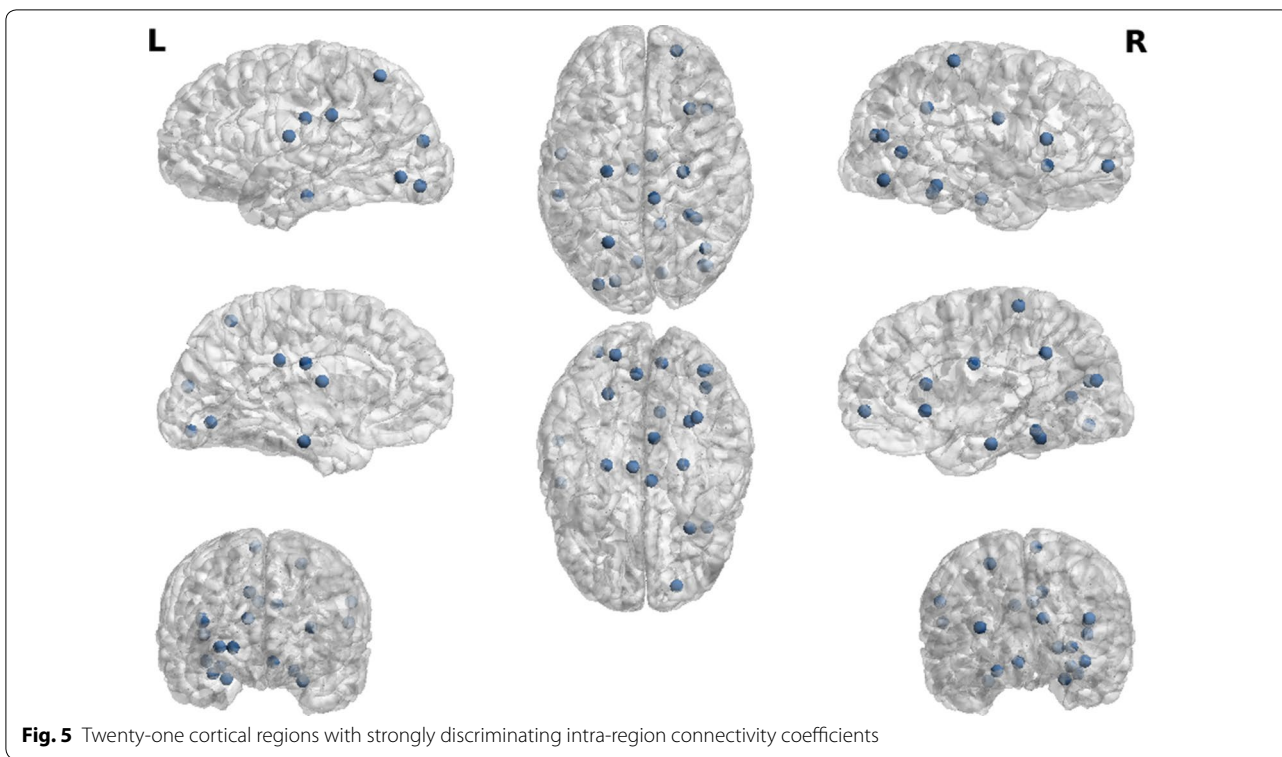 L
R
Fig. 5 Twenty-one cortical regions with strongly discriminating intra-region connectivity coefficients